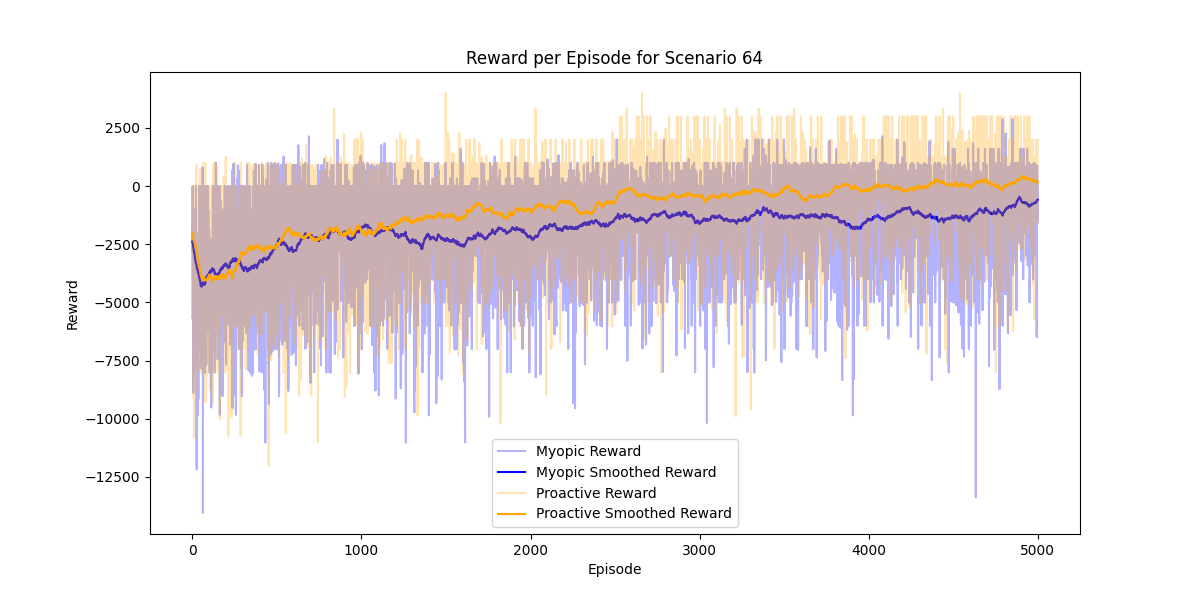 Reward per Episode for Scenario 64
2500
0
−2500
−5000
−7500
−10000
−12500
Reward
0 1000 2000 3000 4000 5000
Episode
Myopic Reward
Myopic Smoothed Reward
Proactive Reward
Proactive Smoothed Reward